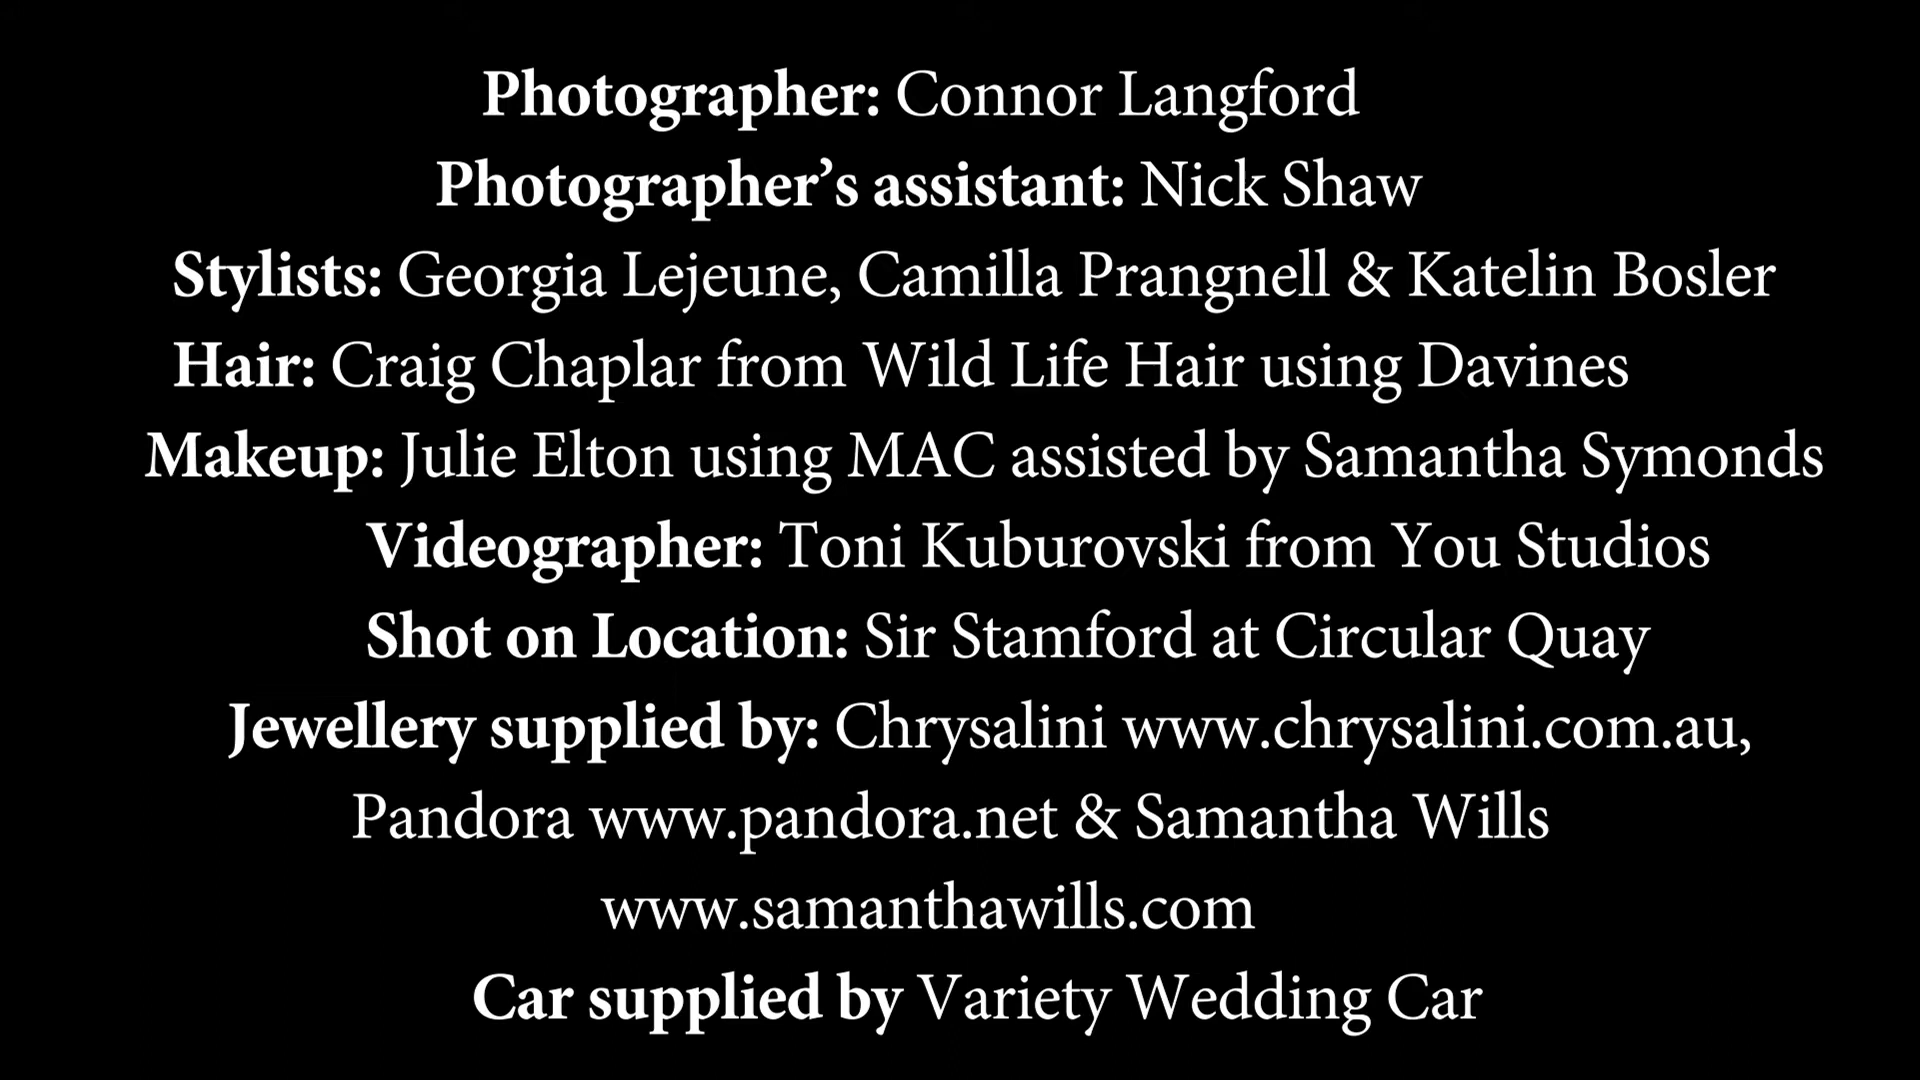 Photographer: Connor Langford
Photographer’s assistant: Nick Shaw
Stylists: Georgia Lejeune, Camilla Prangnell & Katelin Bosler
Hair: Craig Chaplar from Wild Life Hair using Davines
Makeup: Julie Elton using MAC assisted by Samantha Symonds
Videographer: Toni Kuburovski from You Studios
Shot on Location: Sir Stamford at Circular Quay
Jewellery supplied by: Chrysalini www.chrysalini.com.au,
Pandora www.pandora.net & Samantha Wills
www.samanthawills.com
Car supplied by Variety Wedding Car